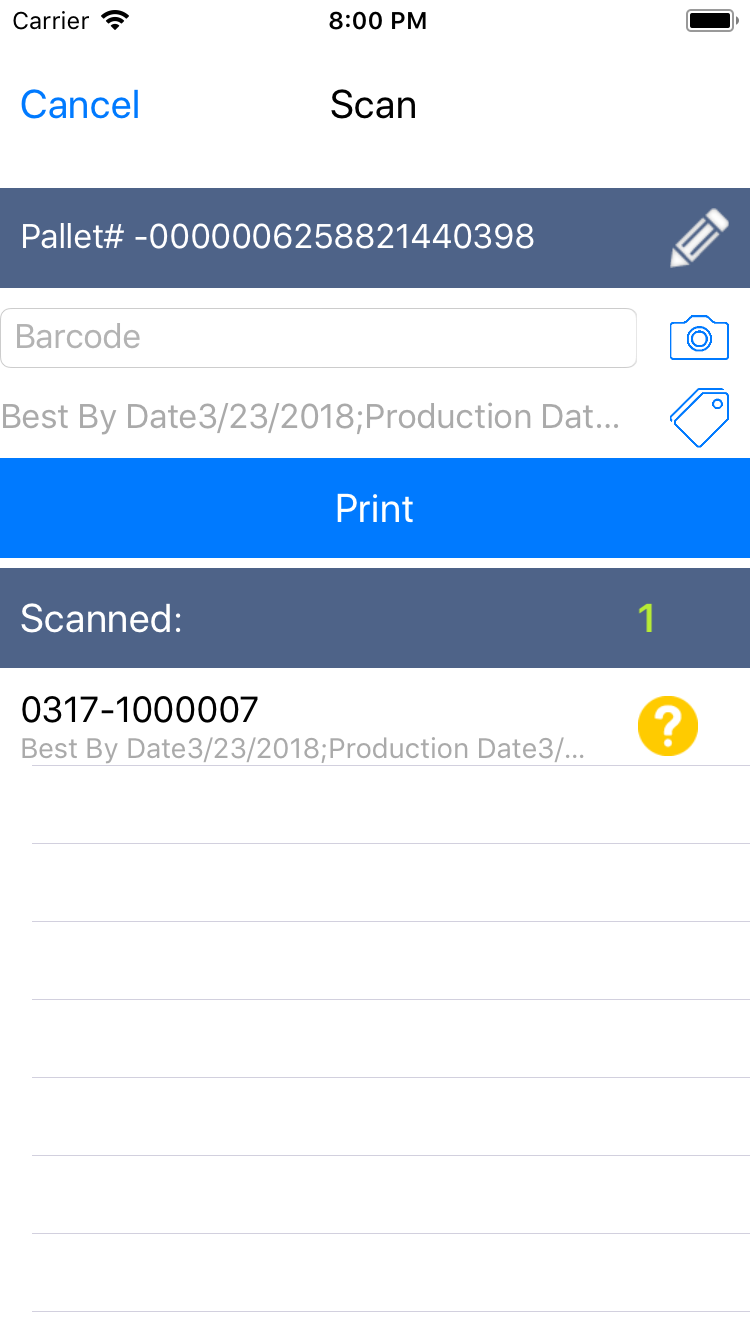 Carrier 8:00 PM
Cancel Scan
Pallet# -0000006258821440398
Barcode
Best By Date3/23/2018;Production Dat...
Print
Scanned: 1
0317-1000007
?
Best By Date3/23/2018;Production Date3/...